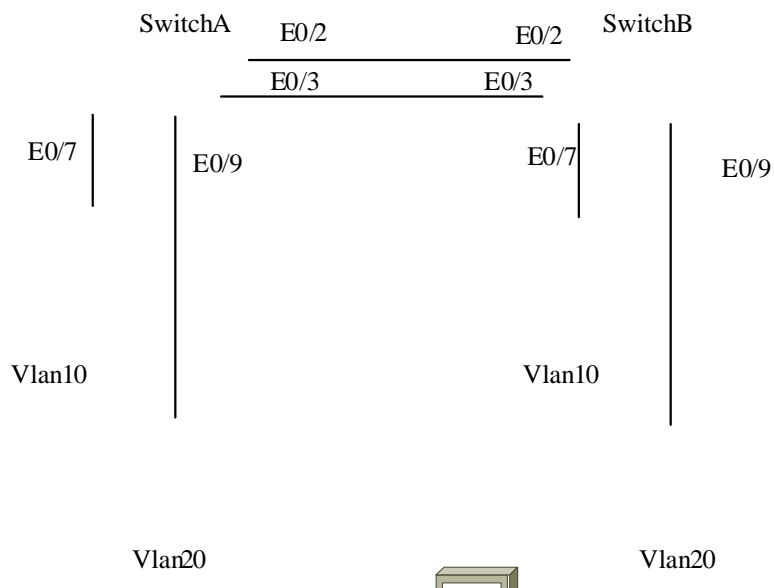 SwitchA E0/2 E0/2 SwitchB
E0/3 E0/3
E0/7 E0/9 E0/7 E0/9
Vlan10 Vlan10
Vlan20 Vlan20